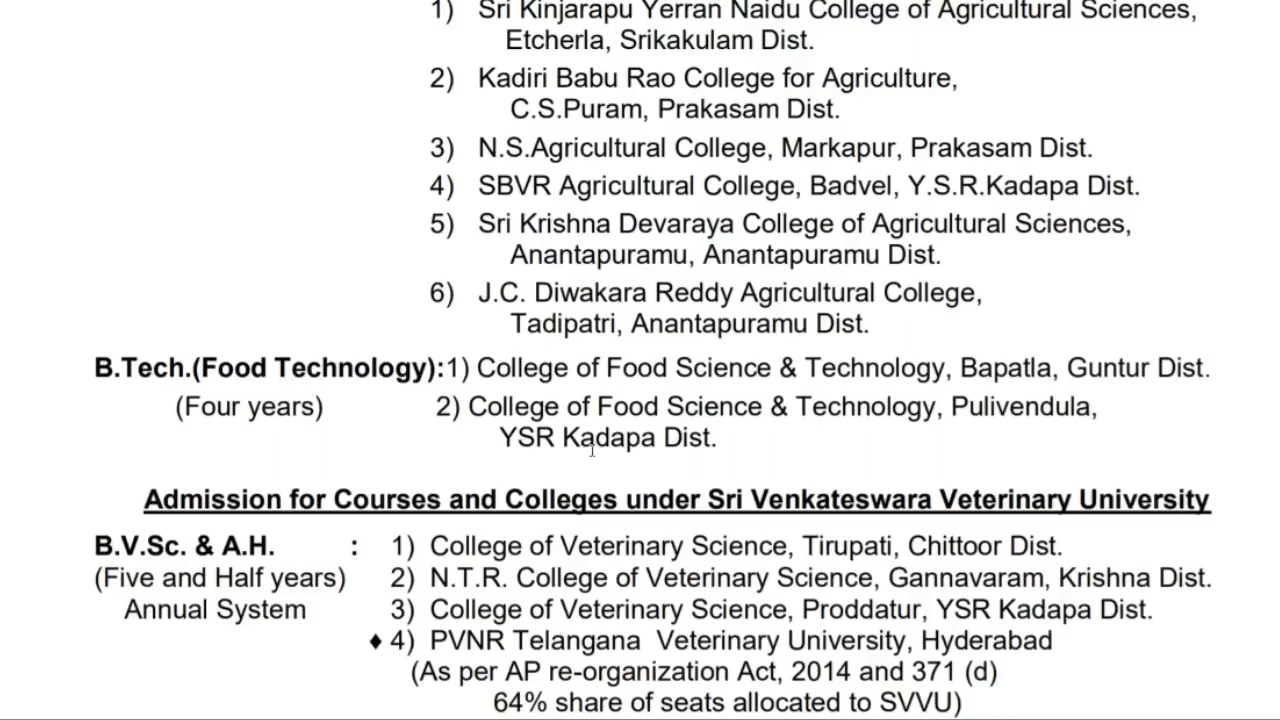 1) Sri Kinjarapu Yerran Naidu College of Agricultural Sciences,
Etcherla, Srikakulam Dist.
2) Kadiri Babu Rao College for Agriculture,
C.S.Puram, Prakasam Dist.
3) N.S.Agricultural College, Markapur, Prakasam Dist.
4) SBVR Agricultural College, Badvel, Y.S.R.Kadapa Dist.
5) Sri Krishna Devaraya College of Agricultural Sciences,
Anantapuramu, Anantapuramu Dist.
6) J.C. Diwakara Reddy Agricultural College,
Tadipatri, Anantapuramu Dist.
B.Tech.(Food Technology):1) College of Food Science & Technology, Bapatla, Guntur Dist.
(Four years) 2) College of Food Science & Technology, Pulivendula,
YSR Kadapa Dist.
Admission for Courses and Colleges under Sri Venkateswara Veterinary University
B.V.Sc. & A.H. : 1) College of Veterinary Science, Tirupati, Chittoor Dist.
(Five and Half years) 2) N.T.R. College of Veterinary Science, Gannavaram, Krishna Dist.
Annual System 3) College of Veterinary Science, Proddatur, YSR Kadapa Dist.
♦ 4) PVNR Telangana Veterinary University, Hyderabad
(As per AP re-organization Act, 2014 and 371 (d)
64% share of seats allocated to SVVU)